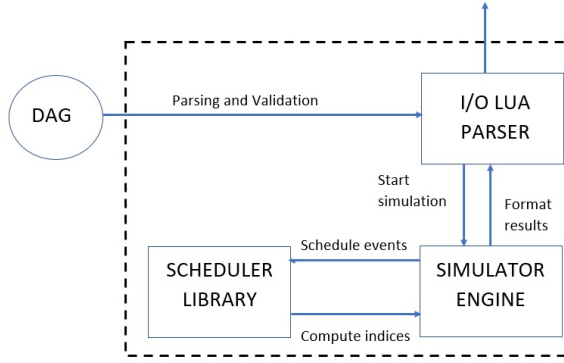 DAG
Parsing and Validation
I/O LUA
PARSER
Start
simulation
Format
results
Schedule events
SCHEDULER
LIBRARY
SIMULATOR
ENGINE
Compute indices